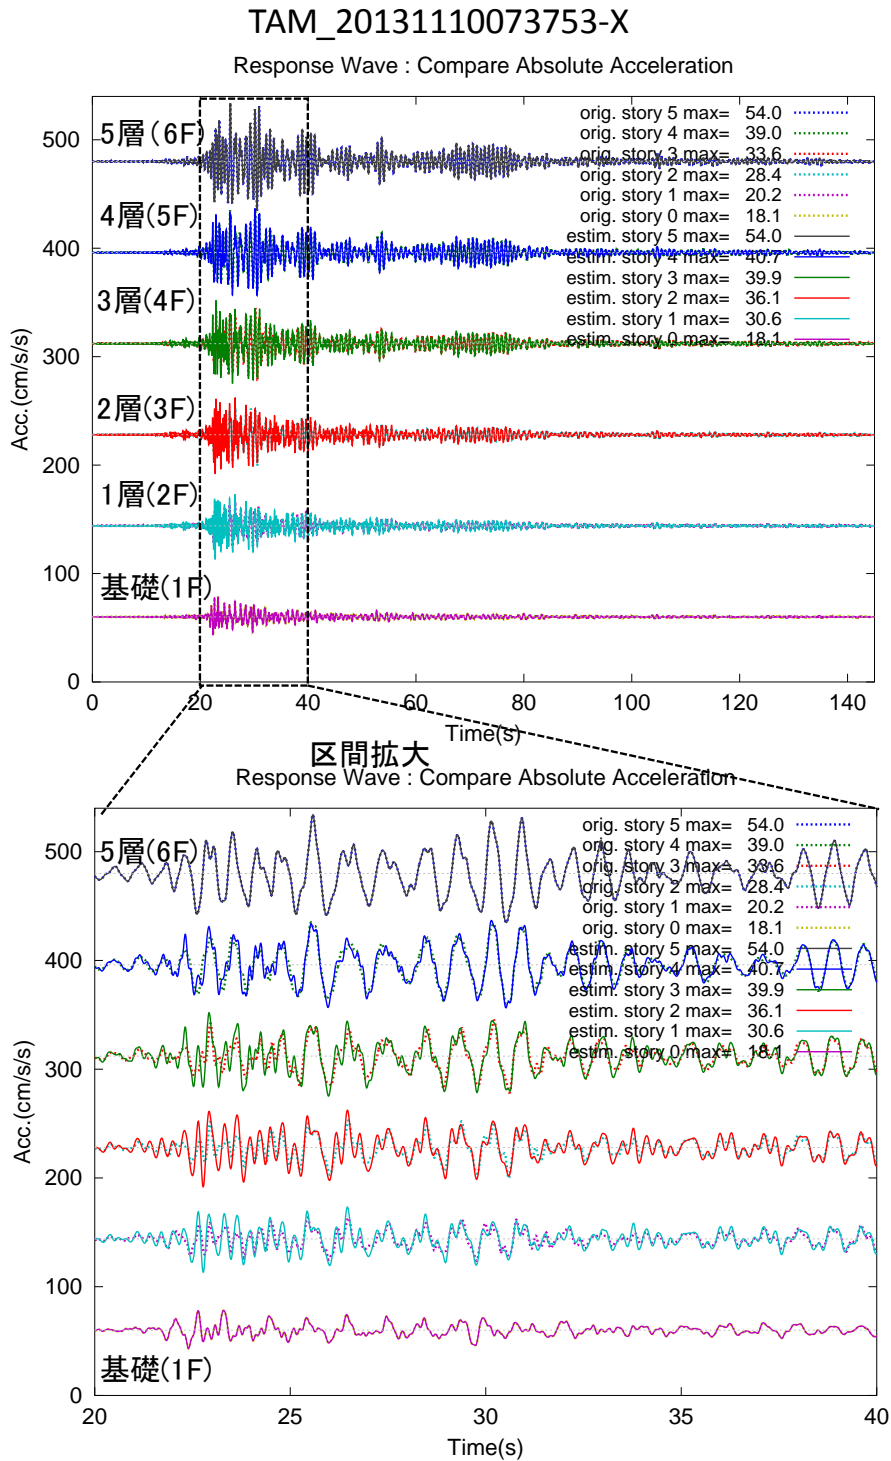 TAM_20131110073753-X
Response Wave : Compare Absolute Acceleration
orig. story 5 max= 54.0
orig. story 4 max= 39.0
orig. story 3 max= 33.6
orig. story 2 max= 28.4
orig. story 1 max= 20.2
orig. story 0 max= 18.1
estim. story 5 max= 54.0
estim. story 4 max= 40.7
estim. story 3 max= 39.9
estim. story 2 max= 36.1
estim. story 1 max= 30.6
estim. story 0 max= 18.1
5層(6F)
4層(5F)
3層(4F)
2層(3F)
1層(2F)
基礎(1F)
Acc.(cm/s/s)
500
400
300
200
100
0
0 20 40 60 80 100 120 140
Time(s)
区間拡大
Response Wave : Compare Absolute Acceleration
orig. story 5 max= 54.0
orig. story 4 max= 39.0
orig. story 3 max= 33.6
orig. story 2 max= 28.4
orig. story 1 max= 20.2
orig. story 0 max= 18.1
estim. story 5 max= 54.0
estim. story 4 max= 40.7
estim. story 3 max= 39.9
estim. story 2 max= 36.1
estim. story 1 max= 30.6
estim. story 0 max= 18.1
5層(6F)
基礎(1F)
Acc.(cm/s/s)
500
400
300
200
100
0
20 25 30 35 40
Time(s)